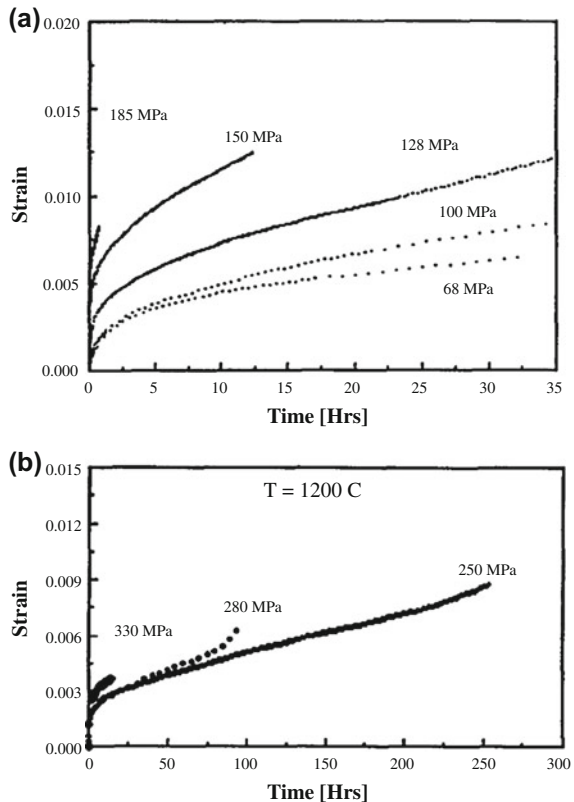 (a)
0.020
0.015
0.010
0.005
0.000
Strain
185 MPa
150 MPa
128 MPa
100 MPa
68 MPa
0 5 10 15 20 25 30 35
Time [Hrs]
(b)
0.015
0.012
0.009
0.006
0.003
0.000
Strain
T = 1200 C
250 MPa
280 MPa
330 MPa
0 50 100 150 200 250 300
Time [Hrs]